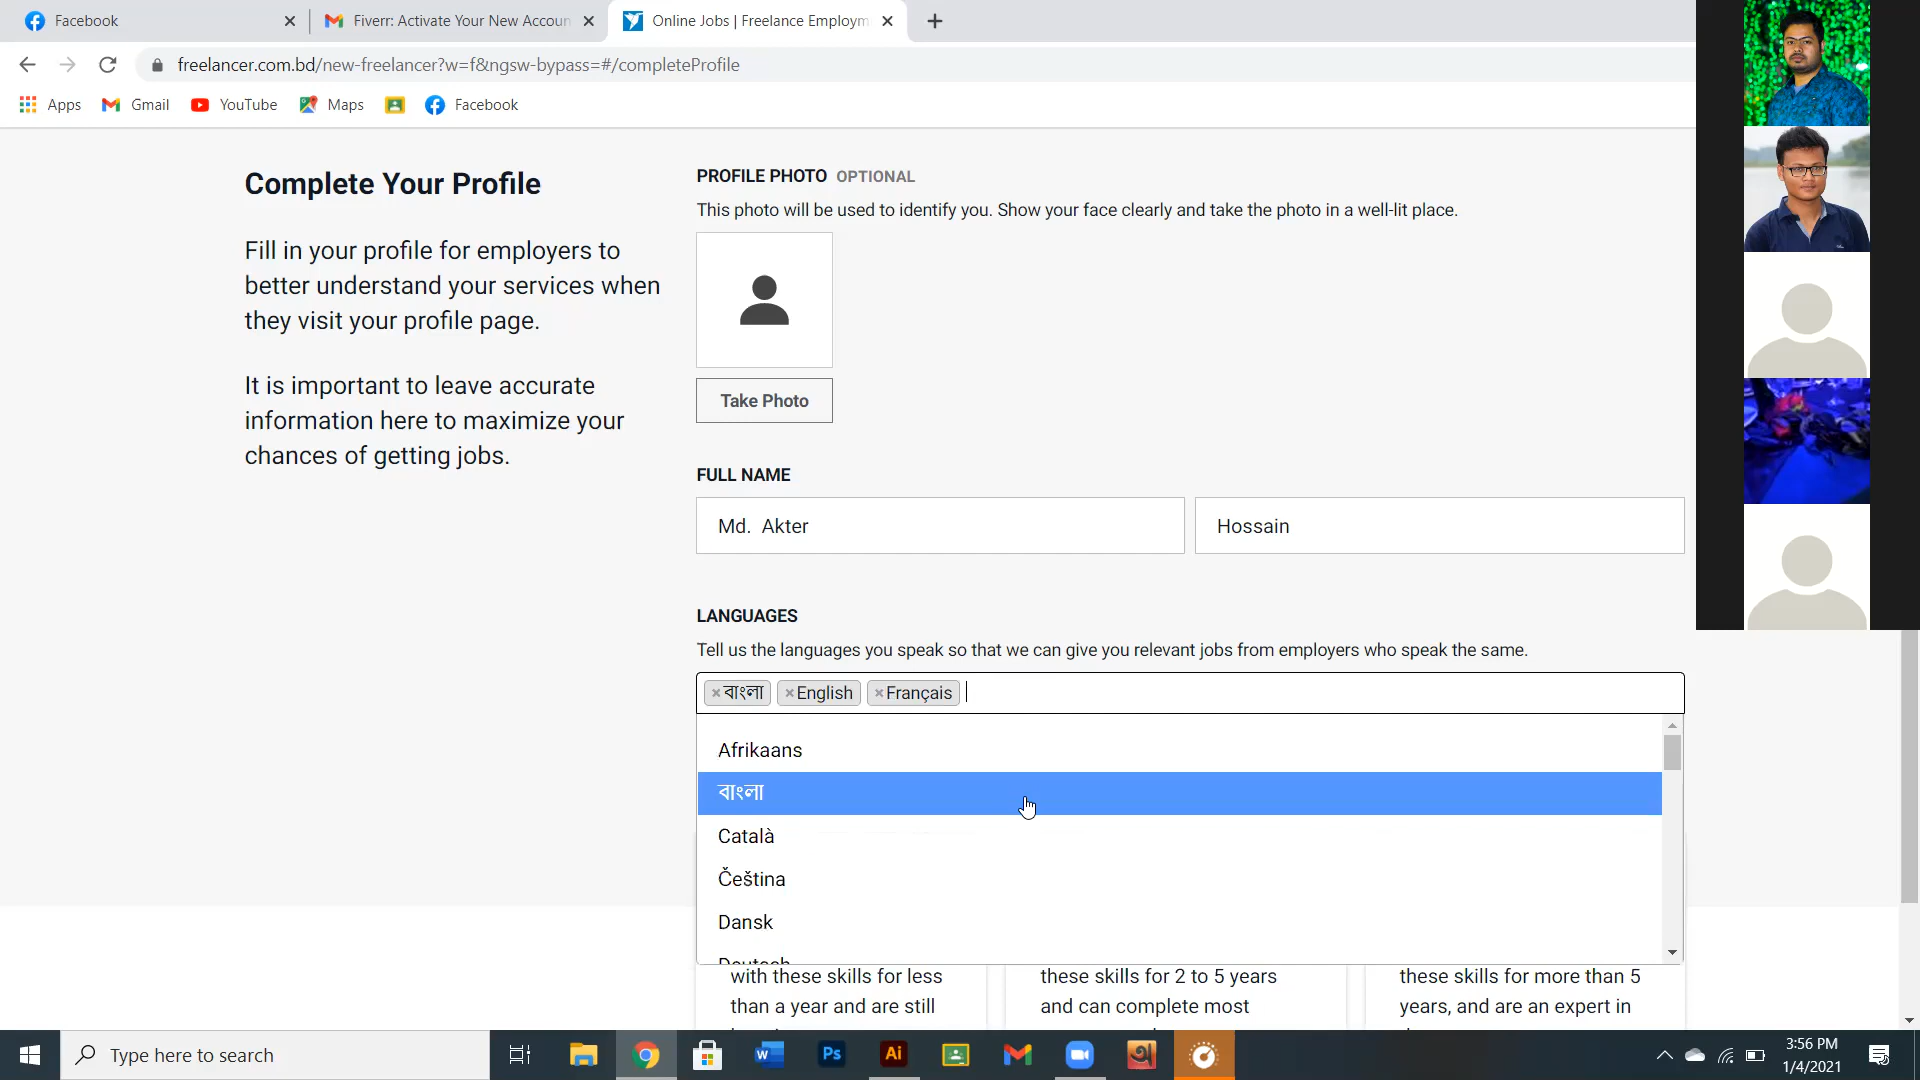 Facebook
Fiverr: Activate Your New Accoun
Online Jobs | Freelance Employm
freelancer.com.bd/new-freelancer?w=f&ngsw-bypass=#/completeProfile
Apps
Gmail
YouTube
Maps
Facebook
Complete Your Profile
Fill in your profile for employers to
better understand your services when
they visit your profile page.
It is important to leave accurate
information here to maximize your
chances of getting jobs.
PROFILE PHOTO OPTIONAL
This photo will be used to identify you. Show your face clearly and take the photo in a well-lit place.
Take Photo
FULL NAME
Md. Akter
Hossain
LANGUAGES
Tell us the languages you speak so that we can give you relevant jobs from employers who speak the same.
×বাংলা ×English ×Français
Afrikaans
বাংলা
Català
Čeština
Dansk
Deutsch
with these skills for less
than a year and are still
these skills for 2 to 5 years
and can complete most
these skills for more than 5
years, and are an expert in
Type here to search
W
Ps
Ai
3:56 PM
1/4/2021